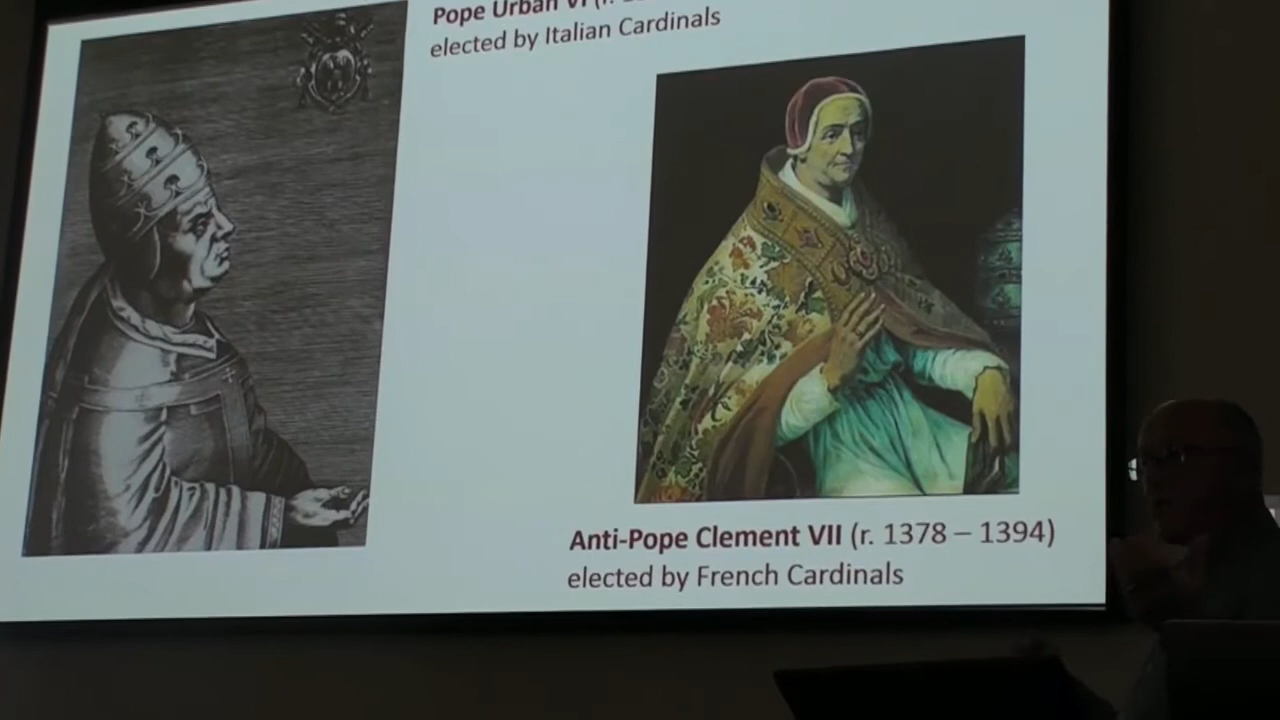 Pope Urban VI (r.
elected by Italian Cardinals
Anti-Pope Clement VII (r. 1378 – 1394)
elected by French Cardinals